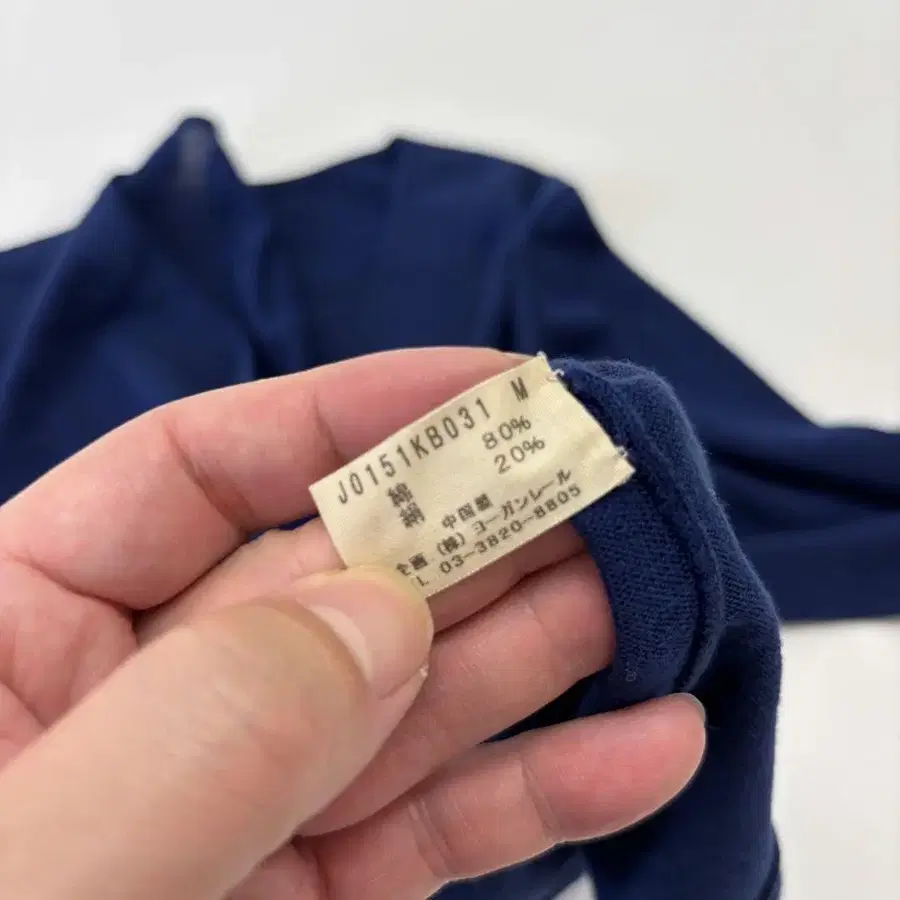 J0151KB031 M
綿 80%
絹 20%
中国製
企画 (株) ヨーガンレール
EL 03-3820-8805